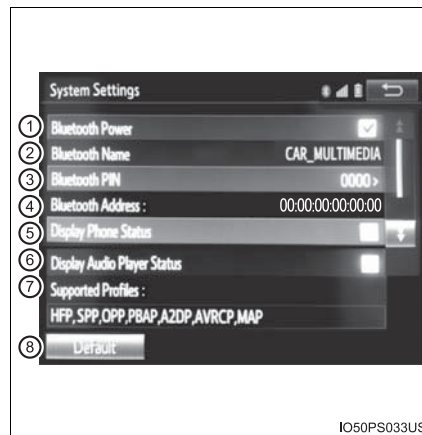 System Settings
① Bluetooth Power
② Bluetooth Name CAR_MULTIMEDIA
③ Bluetooth PIN 0000 >
④ Bluetooth Address : 00:00:00:00:00:00
⑤ Display Phone Status
⑥ Display Audio Player Status
⑦ Supported Profiles :
HFP, SPP, OPP, PBAP, A2DP, AVRCP, MAP
⑧ Default
IO50PS033US